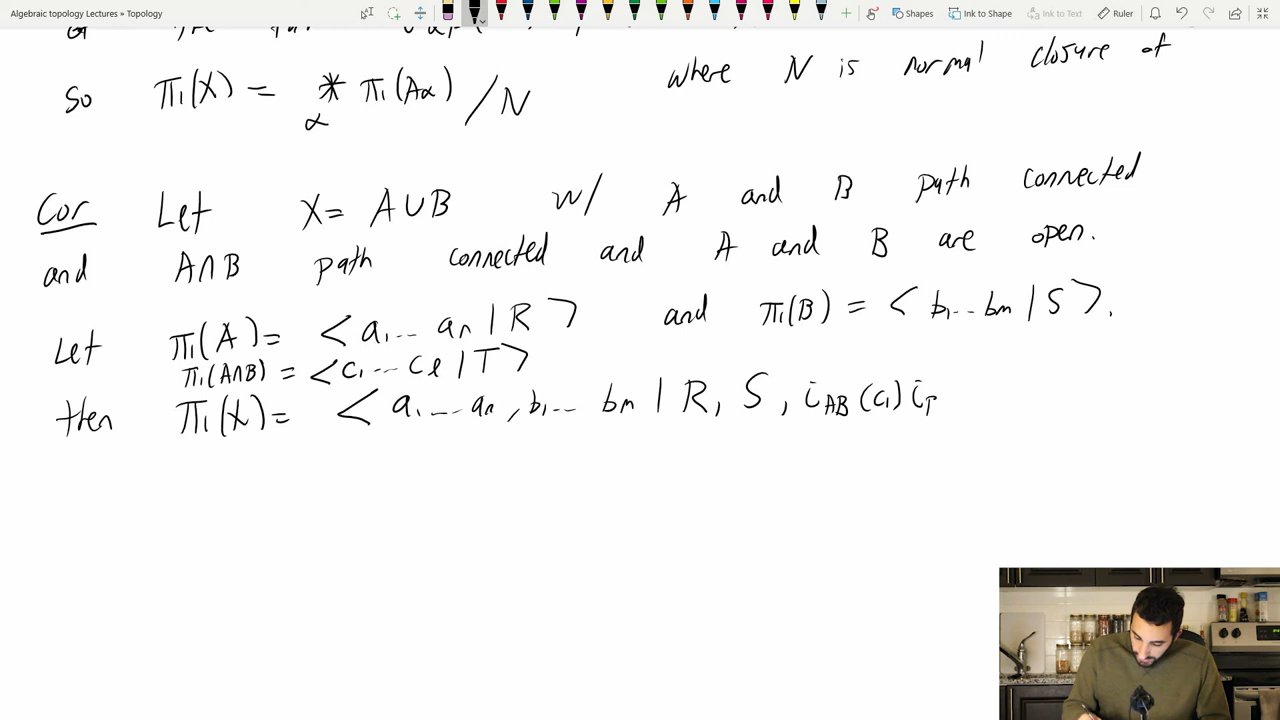 Algebraic topology Lectures » Topology
Shapes Ink to Shape Ink to Text Ruler
where N is normal closure of
So π₁(X) = * π₁(Aα) / N
α
Cor Let X = A∪B w/ A and B path connected
and A∩B path connected and A and B are open.
Let π₁(A) = < a₁ ... aₙ | R > and π₁(B) = < b₁ ... bₘ | S >.
π₁(A∩B) = < c₁ ... cℓ | T >
then π₁(X) = < a₁ ... aₙ, b₁ ... bₘ | R, S, i_AB(c₁) i